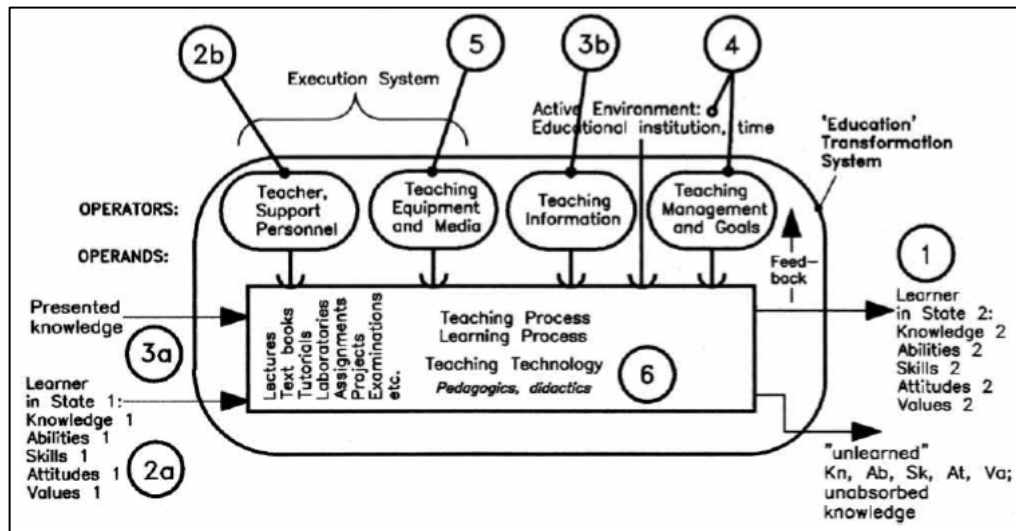 2b
5
3b
4
Execution System
Active Environment:
Educational institution, time
'Education'
Transformation
System
OPERATORS:
Teacher,
Support
Personnel
Teaching
Equipment
and Media
Teaching
Information
Teaching
Management
and Goals
OPERANDS:
Feed-
back
1
Presented
knowledge
3a
Learner
in State 1:
Knowledge 1
Abilities 1
Skills 1
Attitudes 1
Values 1
2a
Lectures
Text books
Tutorials
Laboratories
Assignments
Projects
Examinations
etc.
Teaching Process
Learning Process
Teaching Technology
Pedagogics, didactics
6
Learner
in State 2:
Knowledge 2
Abilities 2
Skills 2
Attitudes 2
Values 2
"unlearned"
Kn, Ab, Sk, At, Va;
unabsorbed
knowledge